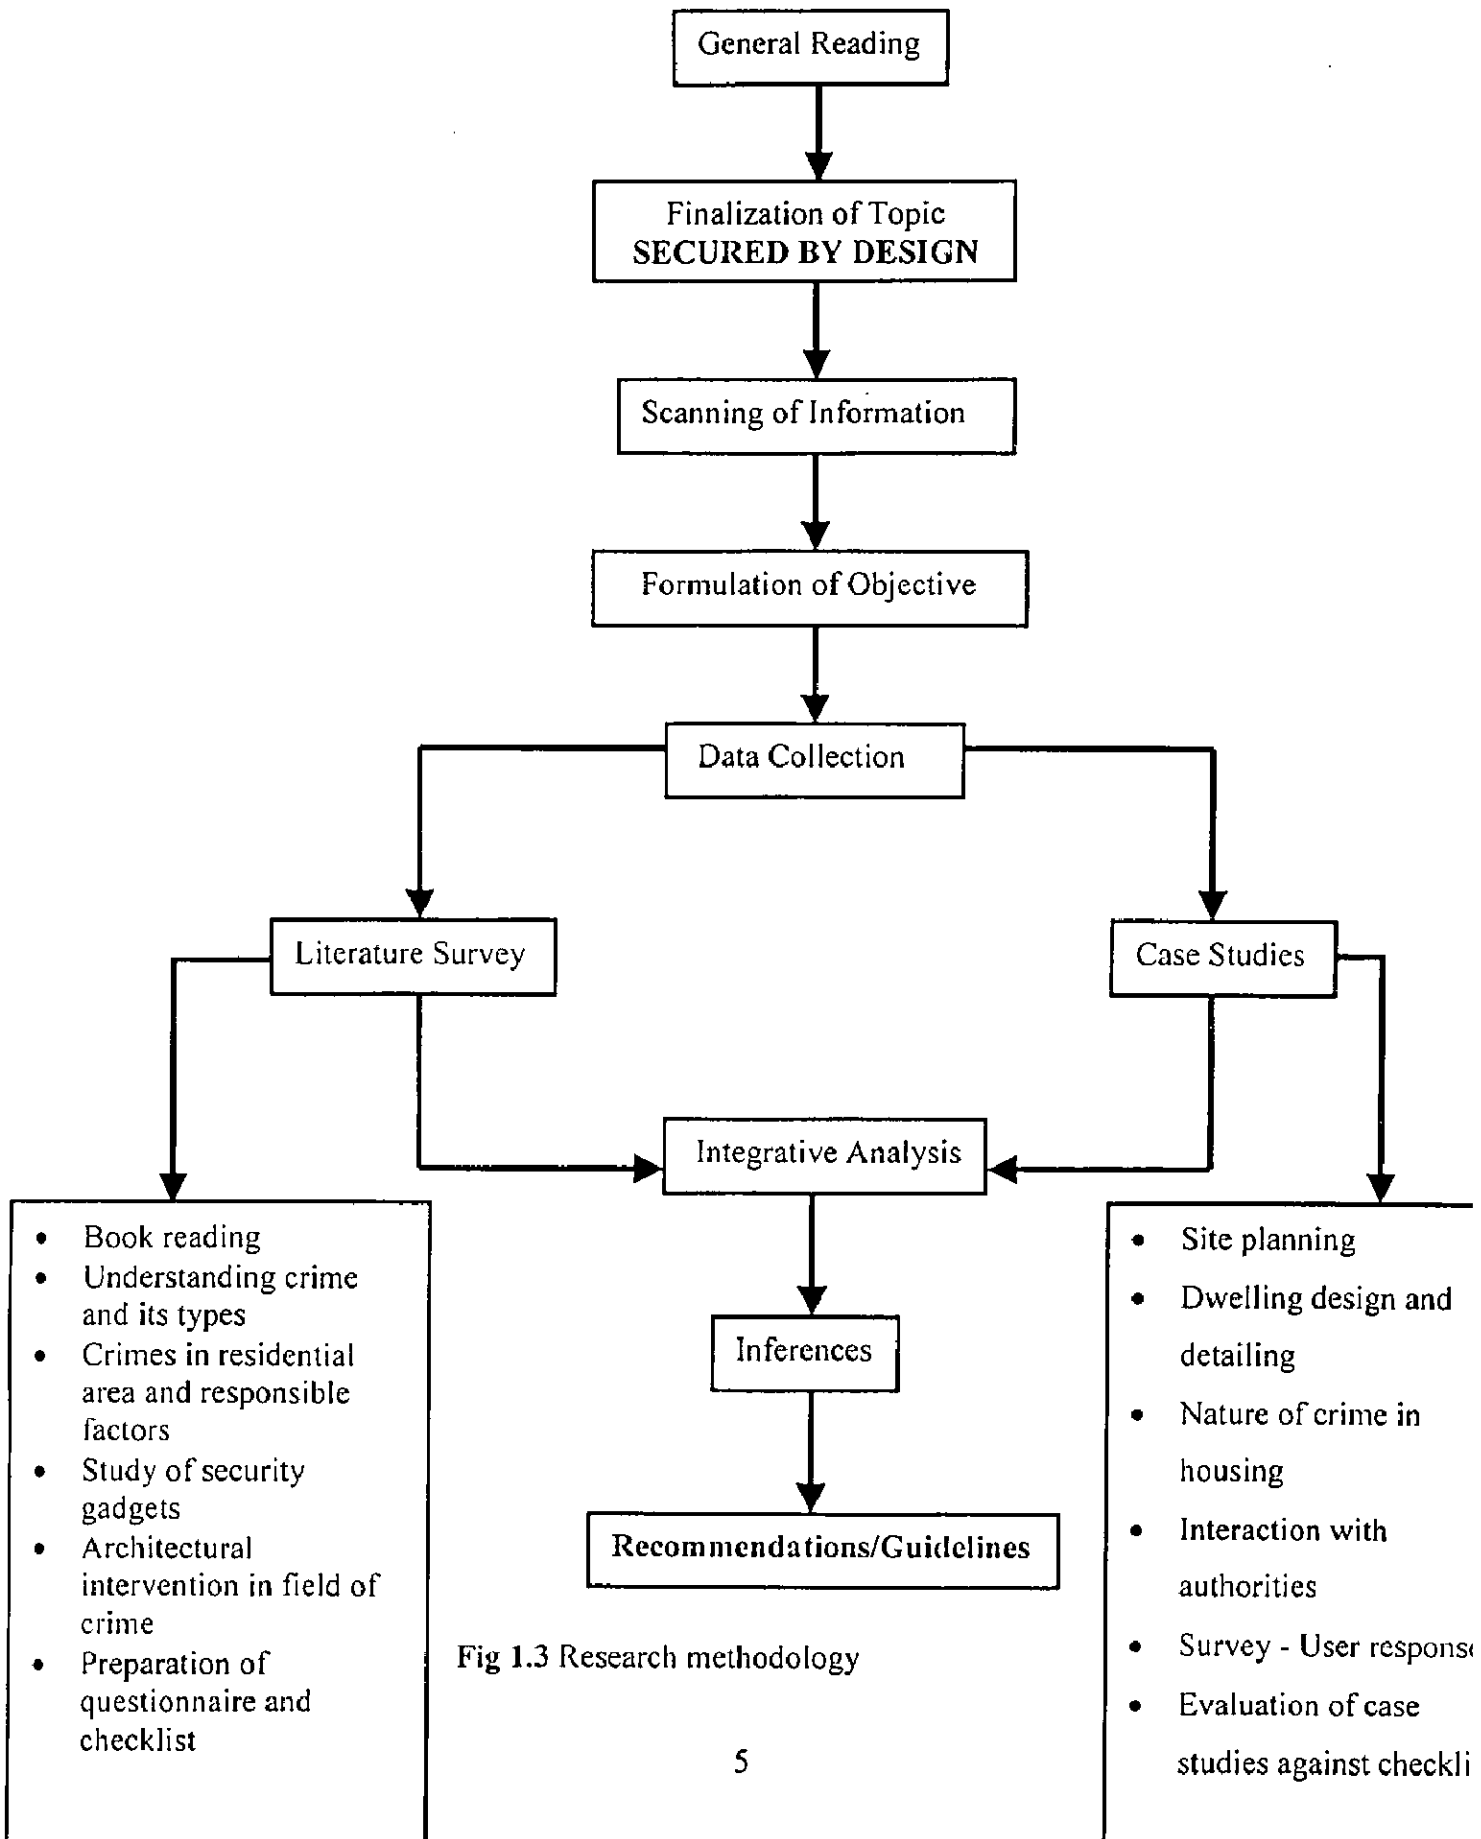 General Reading
Finalization of Topic
SECURED BY DESIGN
Scanning of Information
Formulation of Objective
Data Collection
Literature Survey
Case Studies
Integrative Analysis
Inferences
Recommendations/Guidelines
• Book reading
• Understanding crime
and its types
• Crimes in residential
area and responsible
factors
• Study of security
gadgets
• Architectural
intervention in field of
crime
• Preparation of
questionnaire and
checklist
• Site planning
• Dwelling design and
detailing
• Nature of crime in
housing
• Interaction with
authorities
• Survey - User
• Evaluation of case
studies against
Fig 1.3 Research methodology
5